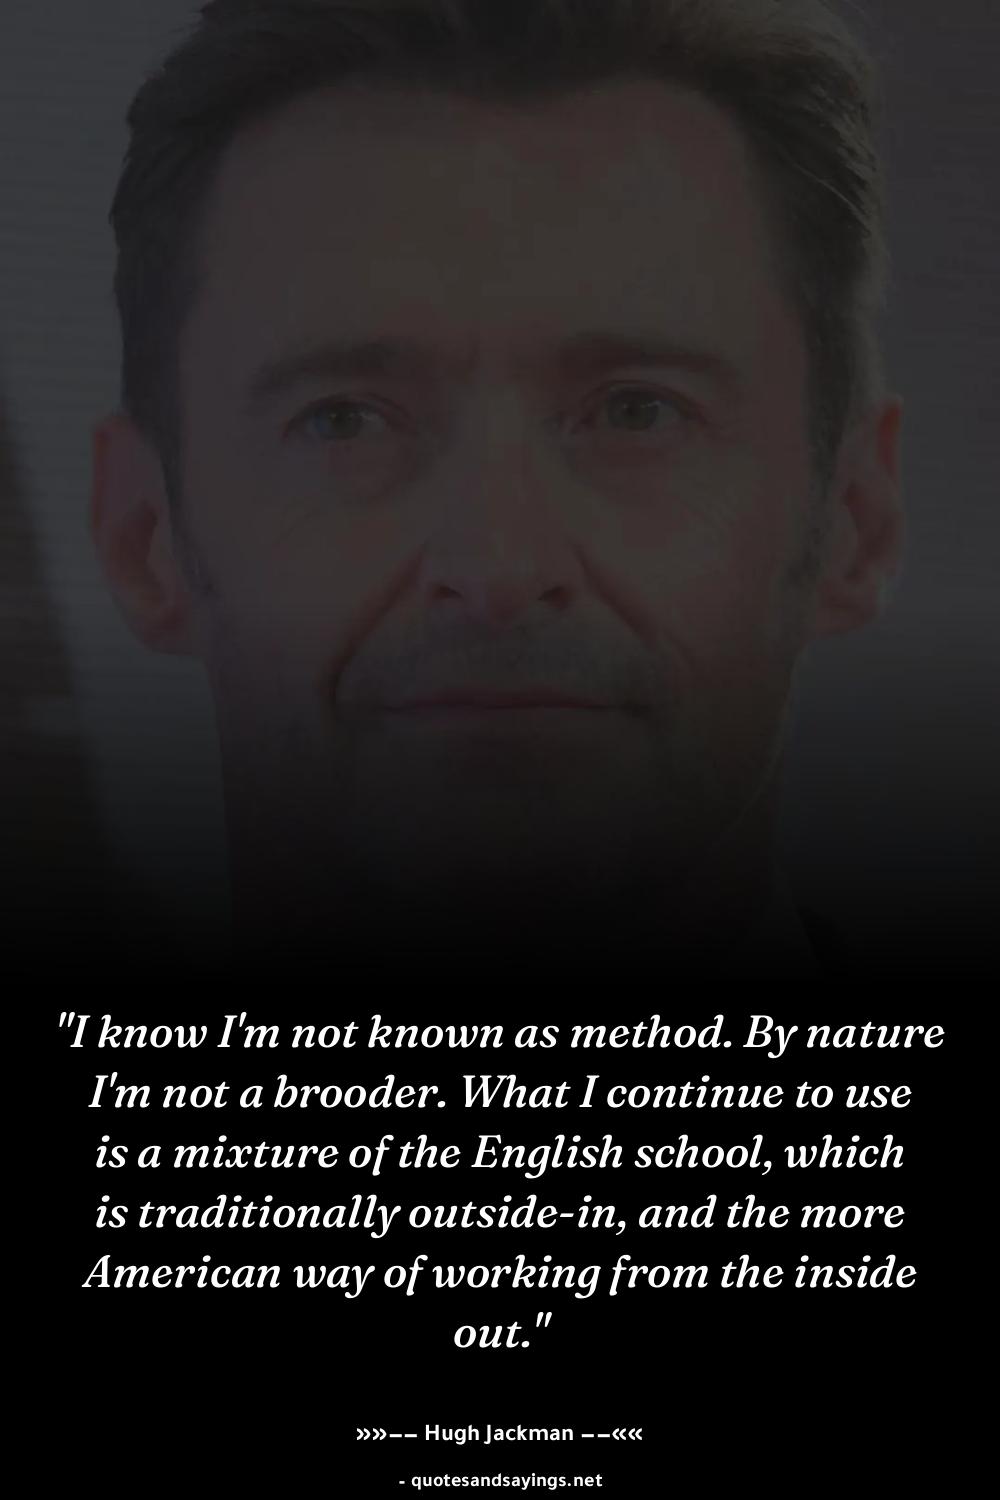 "I know I'm not known as method. By nature
I'm not a brooder. What I continue to use
is a mixture of the English school, which
is traditionally outside-in, and the more
American way of working from the inside
out."
»»−− Hugh Jackman −−««
- quotesandsayings.net